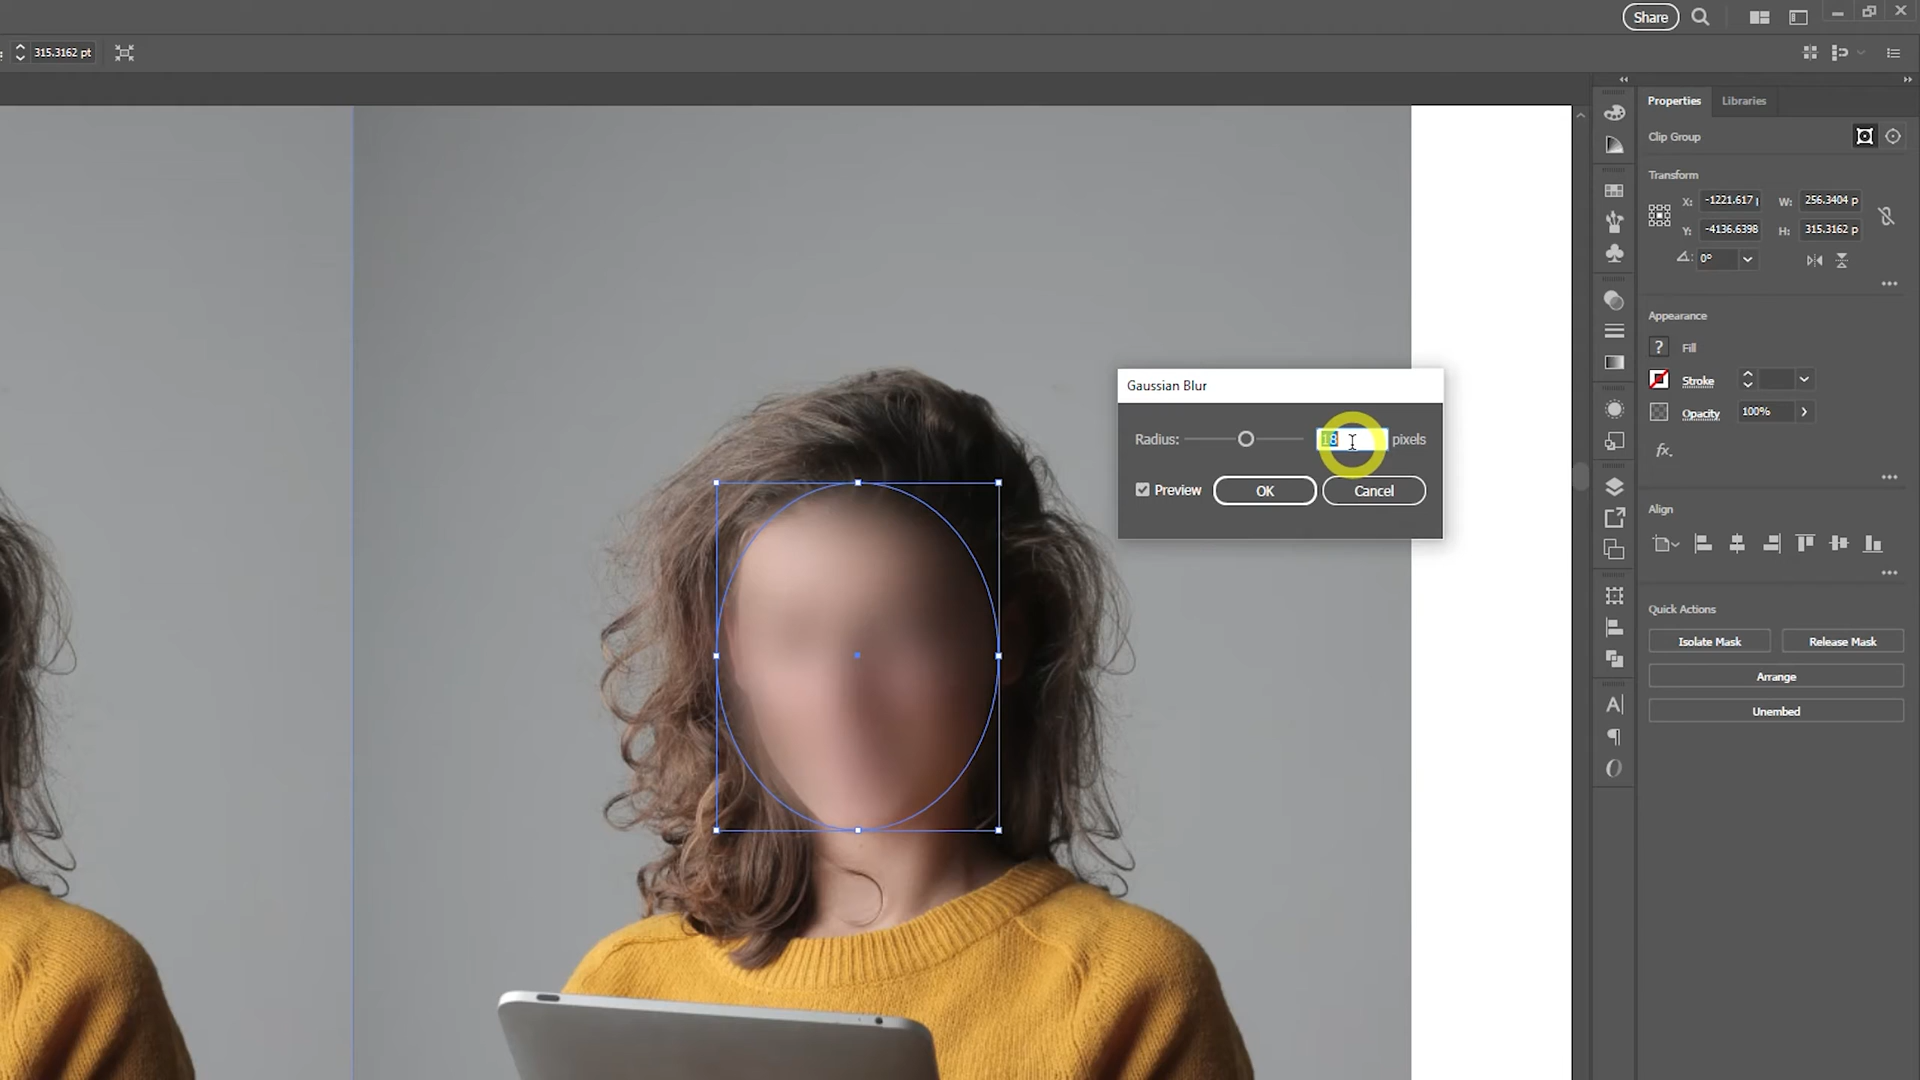 Share
315.3162 pt
Properties
Libraries
Clip Group
Transform
X: -1221.617
W: 256.3404 p
Y: -4136.6398
H: 315.3162 p
0°
Appearance
? Fill
Stroke
Opacity 100%
fx.
Align
Quick Actions
Isolate Mask
Release Mask
Arrange
Unembed
Gaussian Blur
Radius: 18 pixels
Preview
OK
Cancel